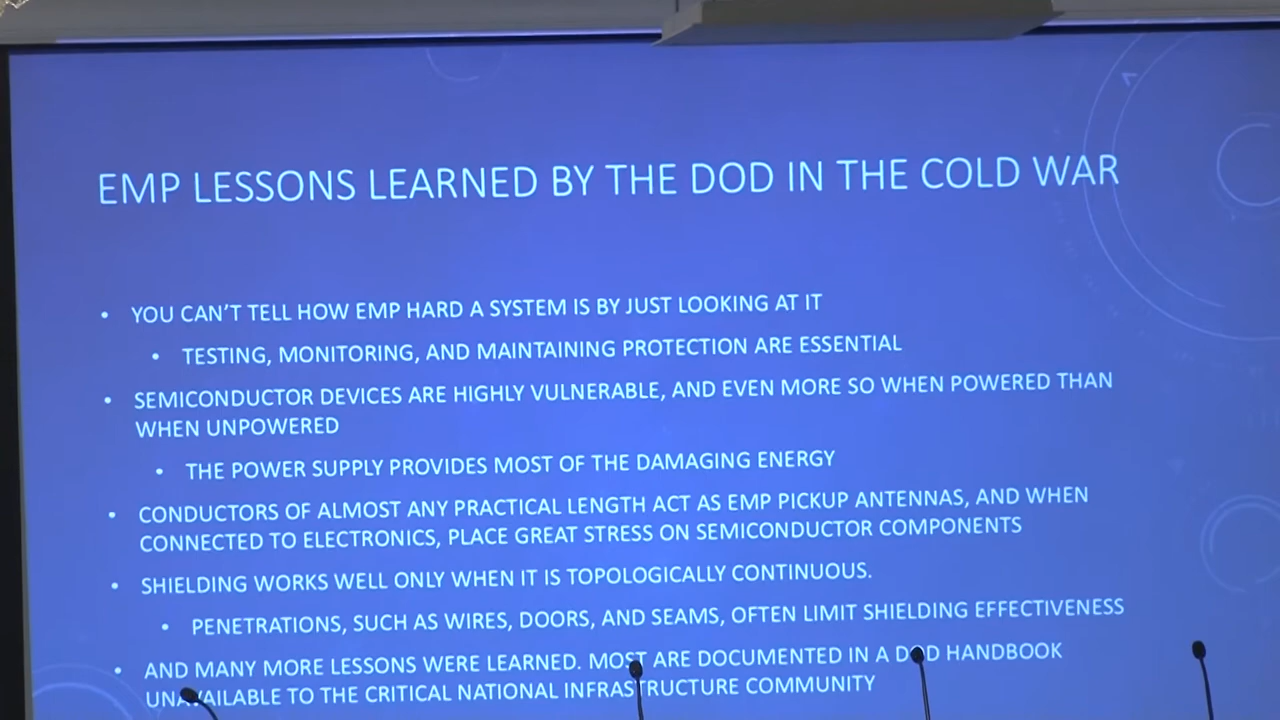 EMP LESSONS LEARNED BY THE DOD IN THE COLD WAR
• YOU CAN'T TELL HOW EMP HARD A SYSTEM IS BY JUST LOOKING AT IT
• TESTING, MONITORING, AND MAINTAINING PROTECTION ARE ESSENTIAL
• SEMICONDUCTOR DEVICES ARE HIGHLY VULNERABLE, AND EVEN MORE SO WHEN POWERED THAN
WHEN UNPOWERED
• THE POWER SUPPLY PROVIDES MOST OF THE DAMAGING ENERGY
• CONDUCTORS OF ALMOST ANY PRACTICAL LENGTH ACT AS EMP PICKUP ANTENNAS, AND WHEN
CONNECTED TO ELECTRONICS, PLACE GREAT STRESS ON SEMICONDUCTOR COMPONENTS
• SHIELDING WORKS WELL ONLY WHEN IT IS TOPOLOGICALLY CONTINUOUS.
• PENETRATIONS, SUCH AS WIRES, DOORS, AND SEAMS, OFTEN LIMIT SHIELDING EFFECTIVENESS
• AND MANY MORE LESSONS WERE LEARNED. MOST ARE DOCUMENTED IN A DOD HANDBOOK
UNAVAILABLE TO THE CRITICAL NATIONAL INFRASTRUCTURE COMMUNITY